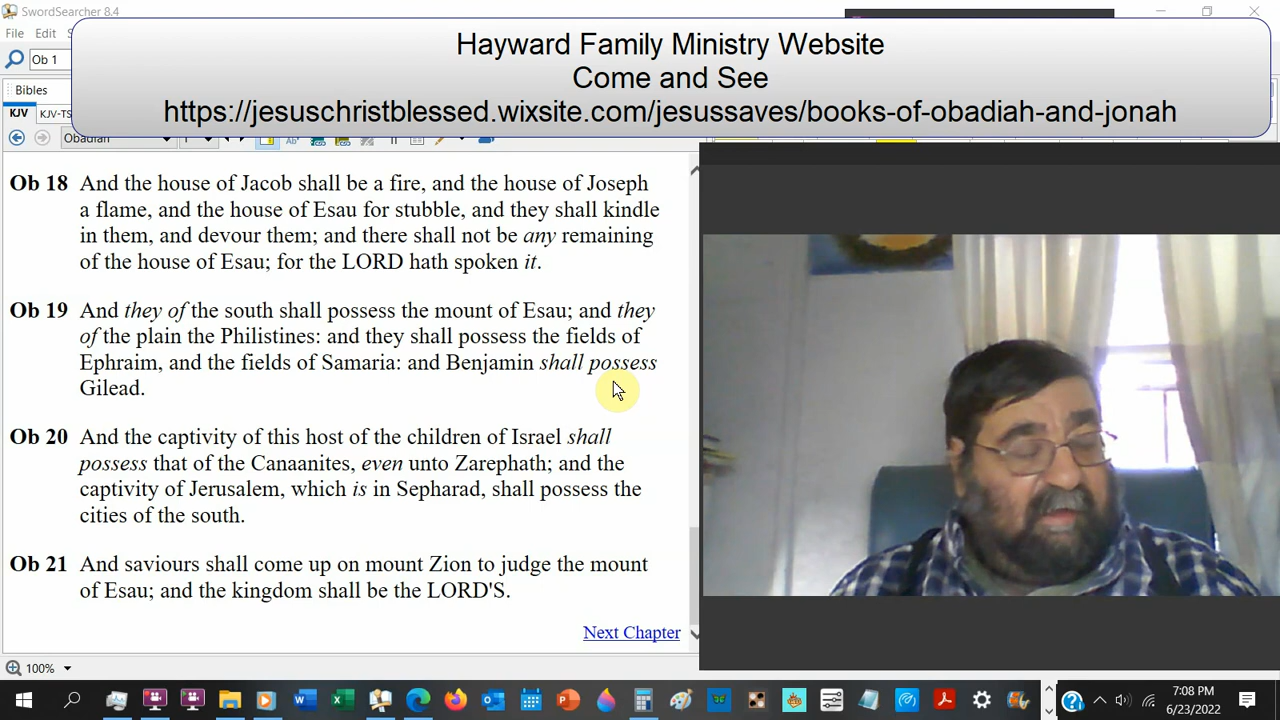 SwordSearcher 8.4
Hayward Family Ministry Website
Come and See
https://jesuschristblessed.wixsite.com/jesussaves/books-of-obadiah-and-jonah
File Edit
Ob 1
Bibles
KJV KJV-TS
Obadiah 1
Ob 18 And the house of Jacob shall be a fire, and the house of Joseph
a flame, and the house of Esau for stubble, and they shall kindle
in them, and devour them; and there shall not be any remaining
of the house of Esau; for the LORD hath spoken it.
Ob 19 And they of the south shall possess the mount of Esau; and they
of the plain the Philistines: and they shall possess the fields of
Ephraim, and the fields of Samaria: and Benjamin shall possess
Gilead.
Ob 20 And the captivity of this host of the children of Israel shall
possess that of the Canaanites, even unto Zarephath; and the
captivity of Jerusalem, which is in Sepharad, shall possess the
cities of the south.
Ob 21 And saviours shall come up on mount Zion to judge the mount
of Esau; and the kingdom shall be the LORD'S.
Next Chapter
100%
7:08 PM
6/23/2022